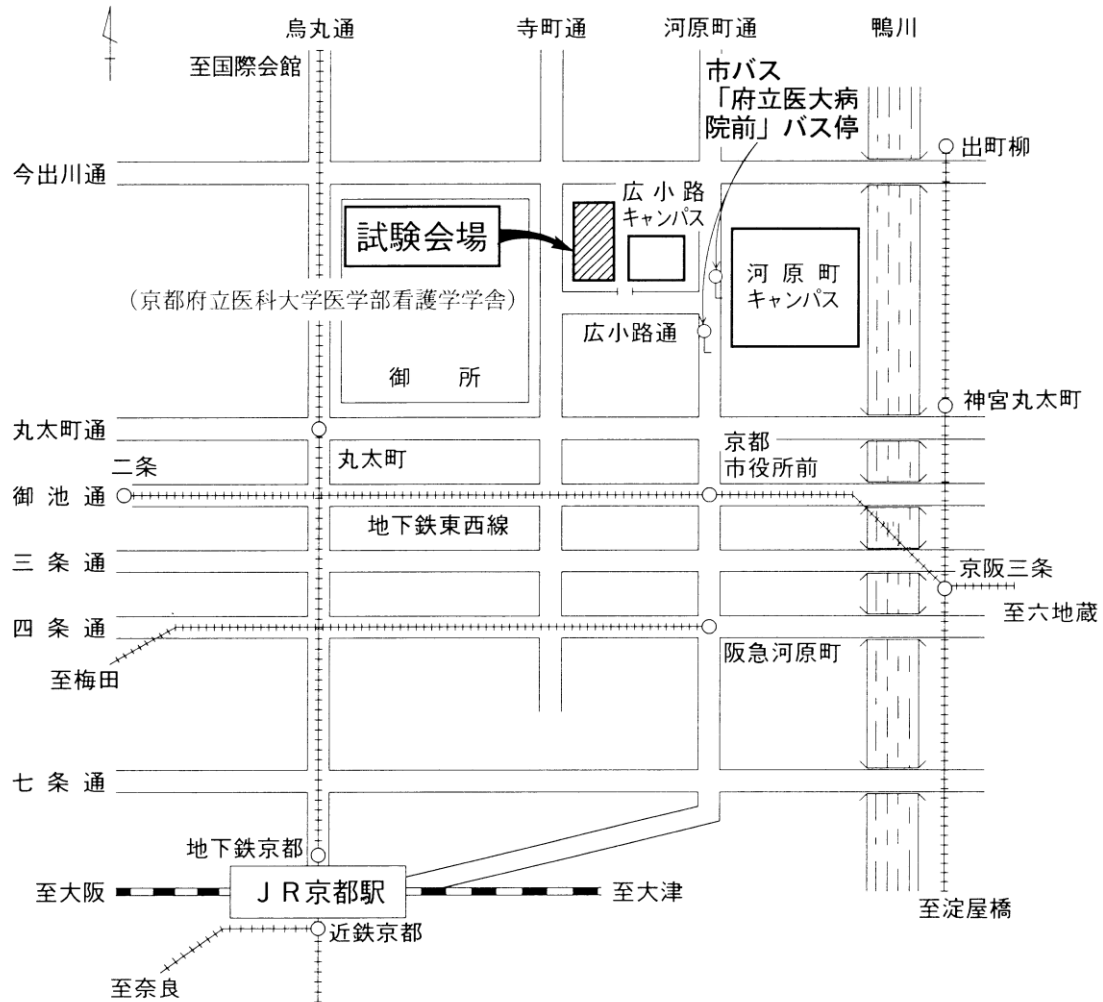 烏丸通
寺町通
河原町通
鴨川
至国際会館
市バス
「府立医大病
院前」バス停
出町柳
今出川通
広小路
キャンパス
試験会場
河原町
キャンパス
（京都府立医科大学医学部看護学学舎）
広小路通
御所
神宮丸太町
丸太町通
丸太町
京都
市役所前
二条
御池通
地下鉄東西線
三条通
京阪三条
至六地蔵
四条通
阪急河原町
至梅田
七条通
地下鉄京都
至大阪
JR京都駅
至大津
至淀屋橋
近鉄京都
至奈良